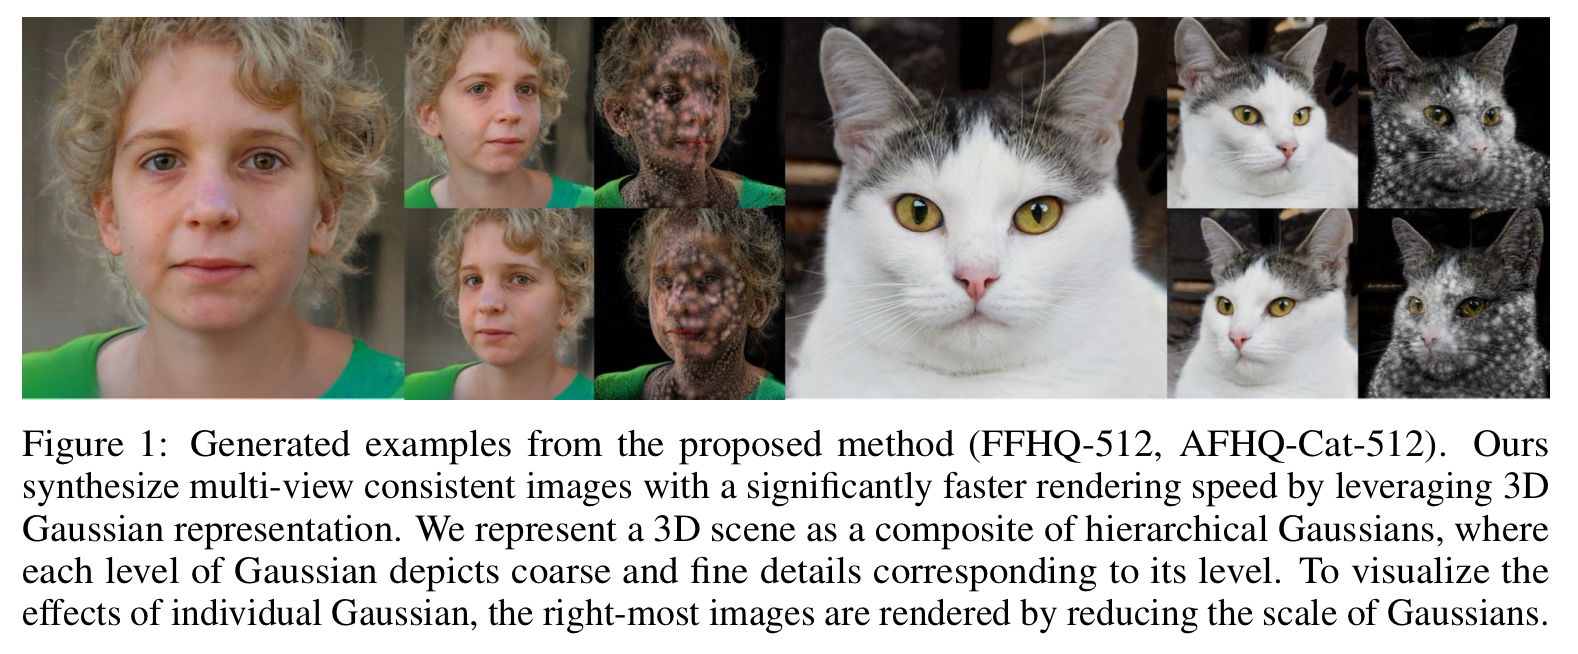 Figure 1: Generated examples from the proposed method (FFHQ-512, AFHQ-Cat-512). Ours
synthesize multi-view consistent images with a significantly faster rendering speed by leveraging 3D
Gaussian representation. We represent a 3D scene as a composite of hierarchical Gaussians, where
each level of Gaussian depicts coarse and fine details corresponding to its level. To visualize the
effects of individual Gaussian, the right-most images are rendered by reducing the scale of Gaussians.